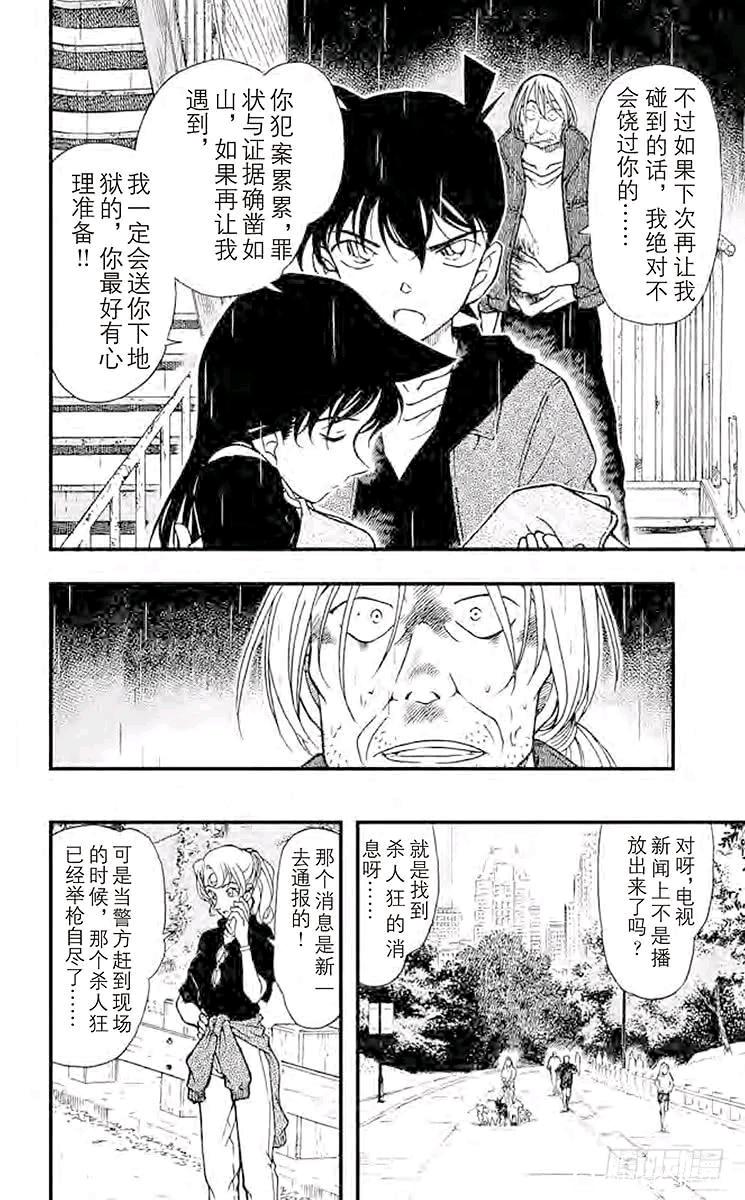 不过如果下次再让我
碰到的话，我绝对不
会饶过你的……
你犯案累累，罪
状与证据确凿如
山，如果再让我
遇到，
我一定会送你下地
狱的，你最好有心
理准备!!
对呀，电视
新闻上不是播
放出来了吗?
就是找到
杀人狂的消
息呀……
那个消息是新一
去通报的!
可是当警方赶到现场
的时候，那个杀人狂
已经举枪自尽了……